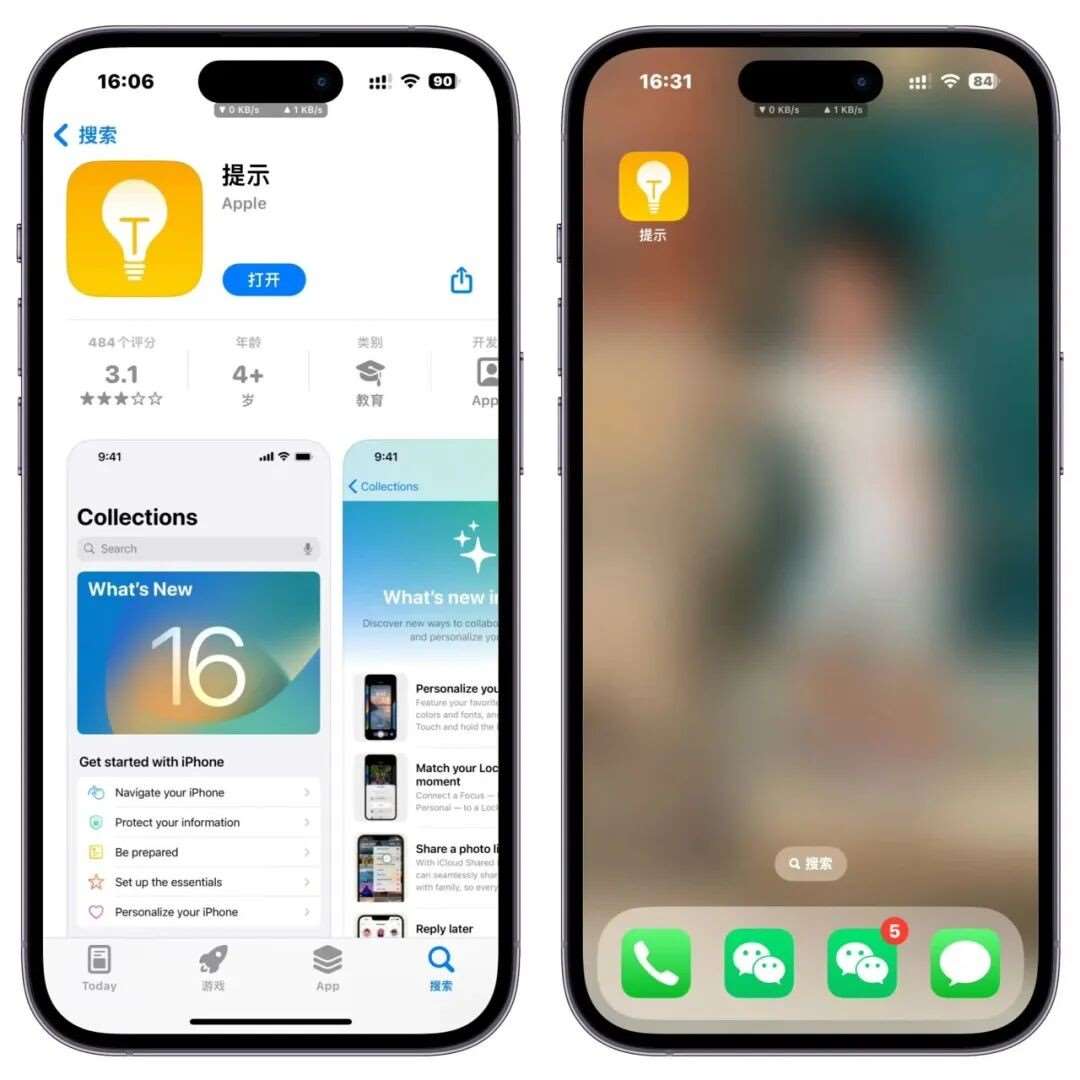 16:06
90
▼ 0 KB/s ▲ 1 KB/s
搜索
提示
Apple
打开
484个评分
3.1
★★★☆☆
年龄
4+
岁
类别
教育
开发
App
9:41
Collections
Search
What's New
16
Get started with iPhone
Navigate your iPhone
Protect your information
Be prepared
Set up the essentials
Personalize your iPhone
9:41
Collections
What's new in
Discover new ways to collabo
and personalize you
Personalize you
Feature your favorite
colors and fonts, an
Touch and hold the
Match your Loc
moment
Connect a Focus —
Personal — to a Lock
Share a photo li
With iCloud Shared
can seamlessly shar
with family, so every
Reply later
Today
游戏
App
搜索
16:31
84
▼ 0 KB/s ▲ 1 KB/s
T
提示
搜索
5